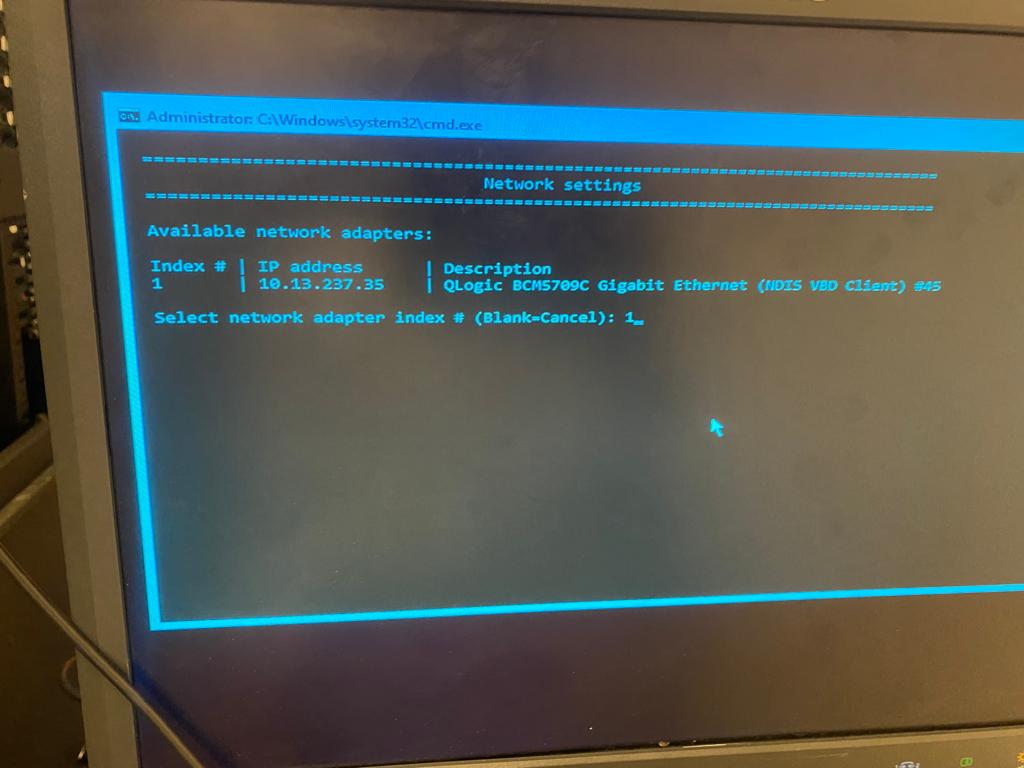 Administrator: C:\Windows\system32\cmd.exe
Network settings
Available network adapters:
Index # | IP address | Description
1 | 10.13.237.35 | QLogic BCM5709C Gigabit Ethernet (NDIS VBD Client) #45
Select network adapter index # (Blank=Cancel): 1_